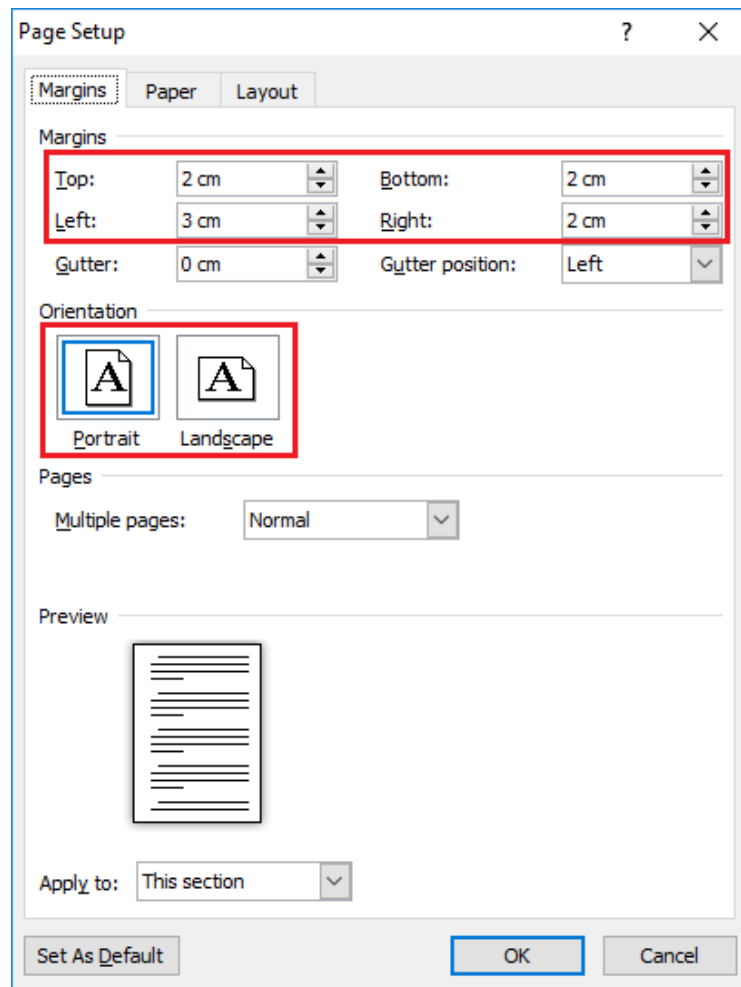 Page Setup ?
Margins Paper Layout
Margins
Top: 2 cm Bottom: 2 cm
Left: 3 cm Right: 2 cm
Gutter: 0 cm Gutter position: Left
Orientation
A A
Portrait Landscape
Pages
Multiple pages: Normal
Preview
Apply to: This section
Set As Default OK Cancel